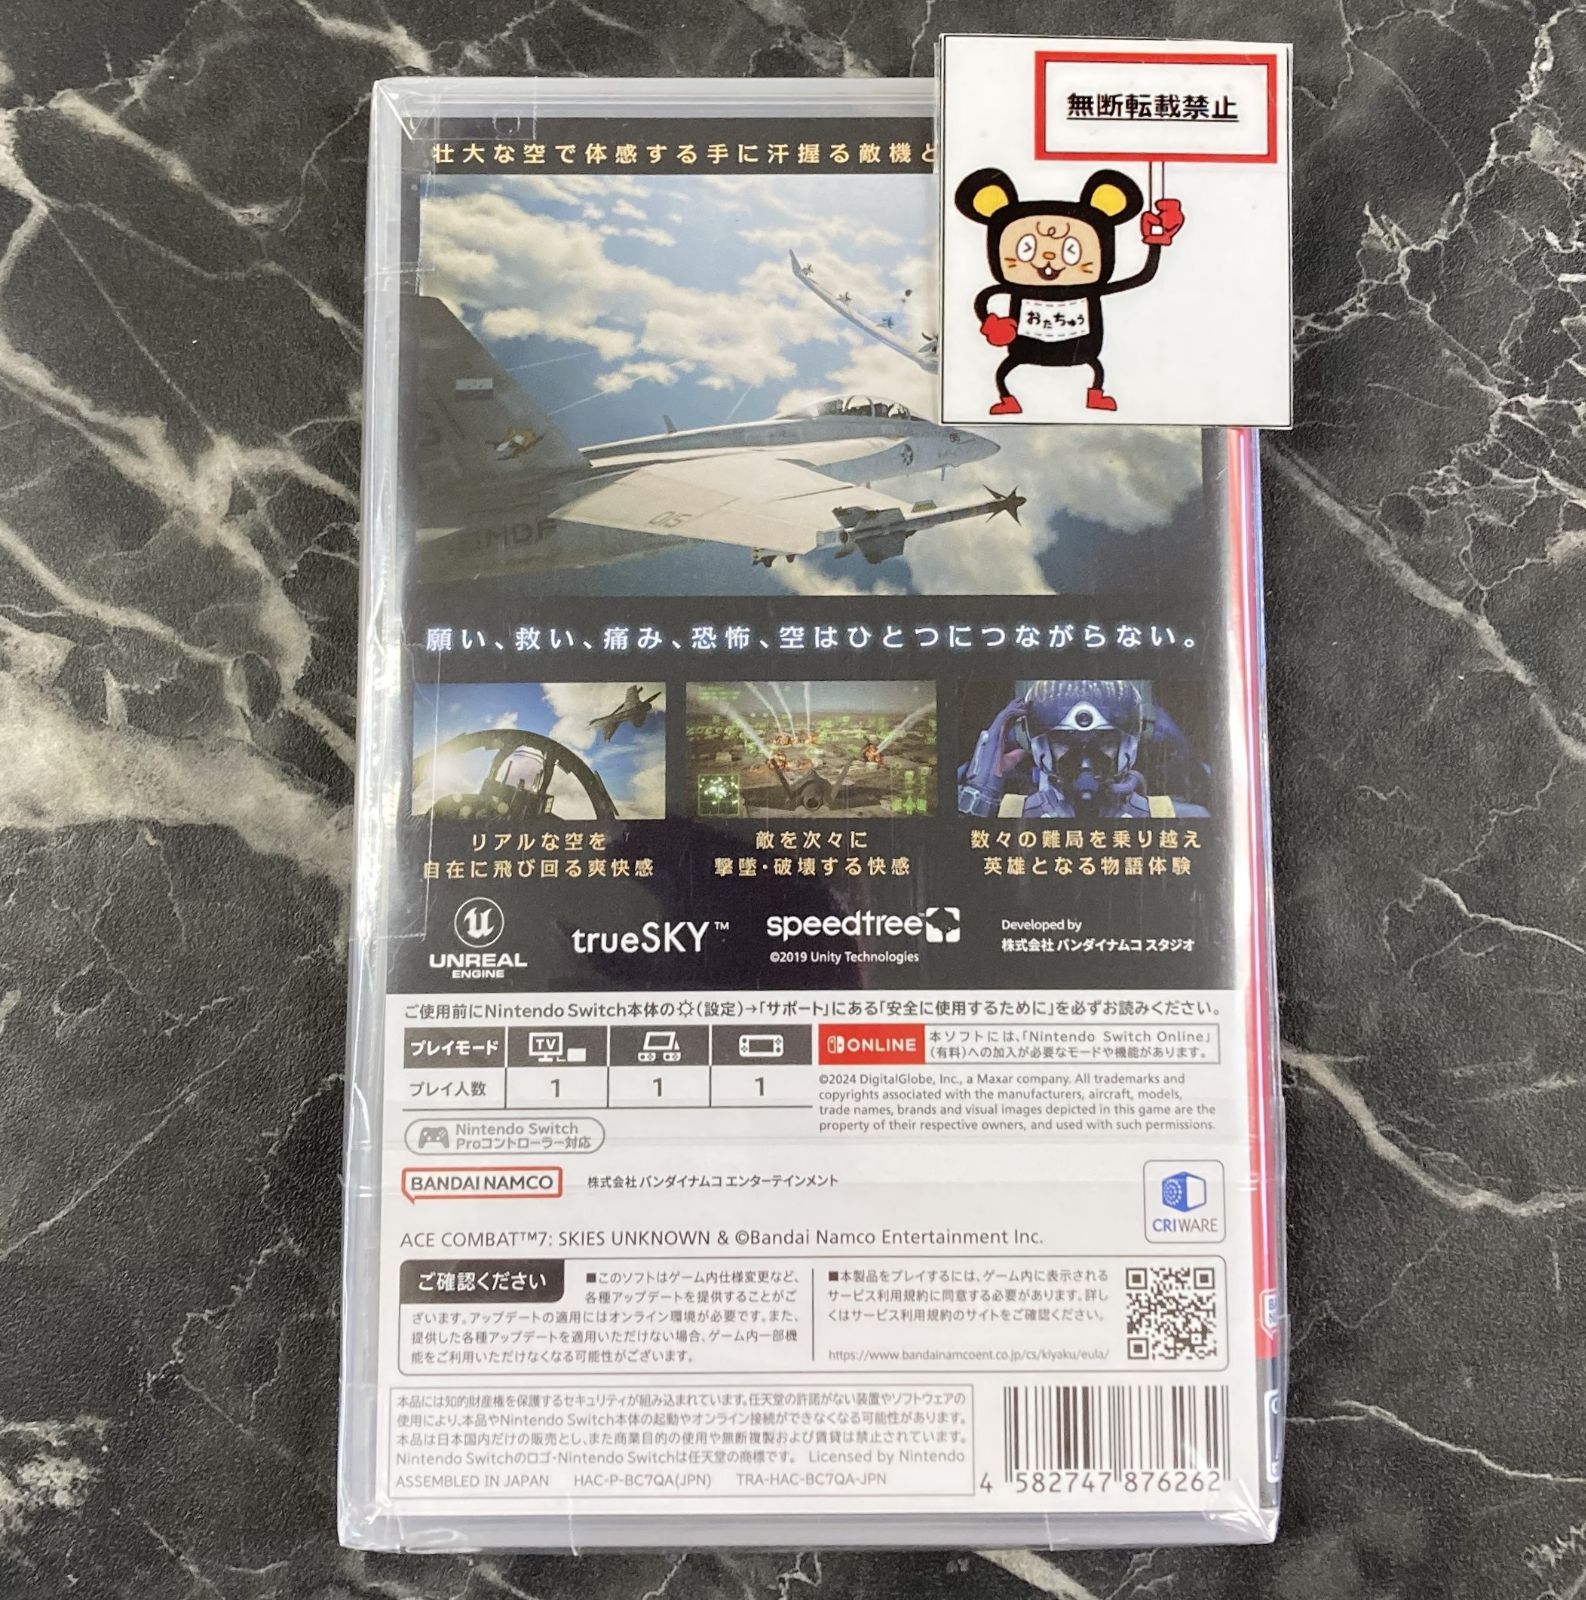 無断転載禁止
おたちゅう
壮大な空で体感する手に汗握る敵機と
015
願い、救い、痛み、恐怖、空はひとつにつながらない。
リアルな空を
自在に飛び回る爽快感
敵を次々に
撃墜・破壊する快感
数々の難局を乗り越え
英雄となる物語体験
UNREAL
ENGINE
trueSKY™
speedtree
©2019 Unity Technologies
Developed by
株式会社 バンダイナムコ スタジオ
ご使用前にNintendo Switch本体の(設定)→「サポート」にある「安全に使用するために」を必ずお読みください。
プレイモード TV
プレイ人数 1 1 1
ONLINE
本ソフトには、「Nintendo Switch Online」
(有料)への加入が必要なモードや機能があります。
©2024 DigitalGlobe, Inc., a Maxar company. All trademarks and
copyrights associated with the manufacturers, aircraft, models,
trade names, brands and visual images depicted in this game are the
property of their respective owners, and used with such permissions.
Nintendo Switch
Proコントローラー対応
BANDAI NAMCO
株式会社 バンダイナムコ エンターテインメント
CRIWARE
ACE COMBAT™7: SKIES UNKNOWN & ©Bandai Namco Entertainment Inc.
ご確認ください
■このソフトはゲーム内仕様変更など、
各種アップデートを提供することがご
ざいます。アップデートの適用にはオンライン環境が必要です。また、
提供した各種アップデートを適用いただけない場合、ゲーム内一部機
能をご利用いただけなくなる可能性がございます。
■本製品をプレイするには、ゲーム内に表示される
サービス利用規約に同意する必要があります。詳し
くはサービス利用規約のサイトをご確認ください。
https://www.bandainamcoent.co.jp/cs/kiyaku/eula/
本品には知的財産権を保護するセキュリティが組み込まれています。任天堂の許諾がない装置やソフトウェアの
使用により、本品やNintendo Switch本体の起動やオンライン接続ができなくなる可能性があります。
本品は日本国内だけの販売とし、また商業目的の使用や無断複製および賃貸は禁止されています。
Nintendo Switchのロゴ・Nintendo Switchは任天堂の商標です。 Licensed by Nintendo
ASSEMBLED IN JAPAN HAC-P-BC7QA(JPN) TRA-HAC-BC7QA-JPN
4 582747 876262